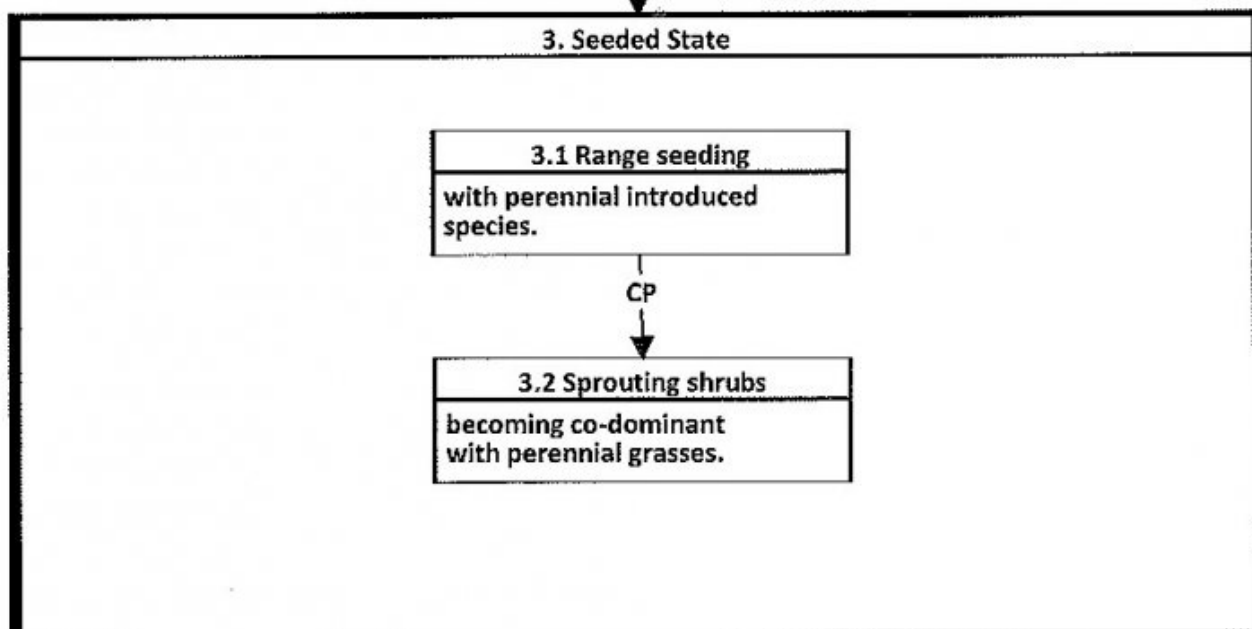 3. Seeded State
3.1 Range seeding
with perennial introduced
species.
CP
3.2 Sprouting shrubs
becoming co-dominant
with perennial grasses.